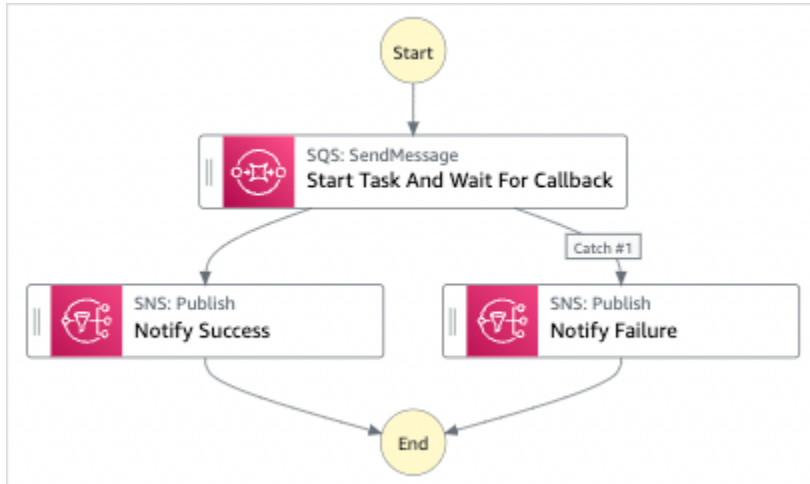 Start
SQS: SendMessage
Start Task And Wait For Callback
Catch #1
SNS: Publish
Notify Success
SNS: Publish
Notify Failure
End